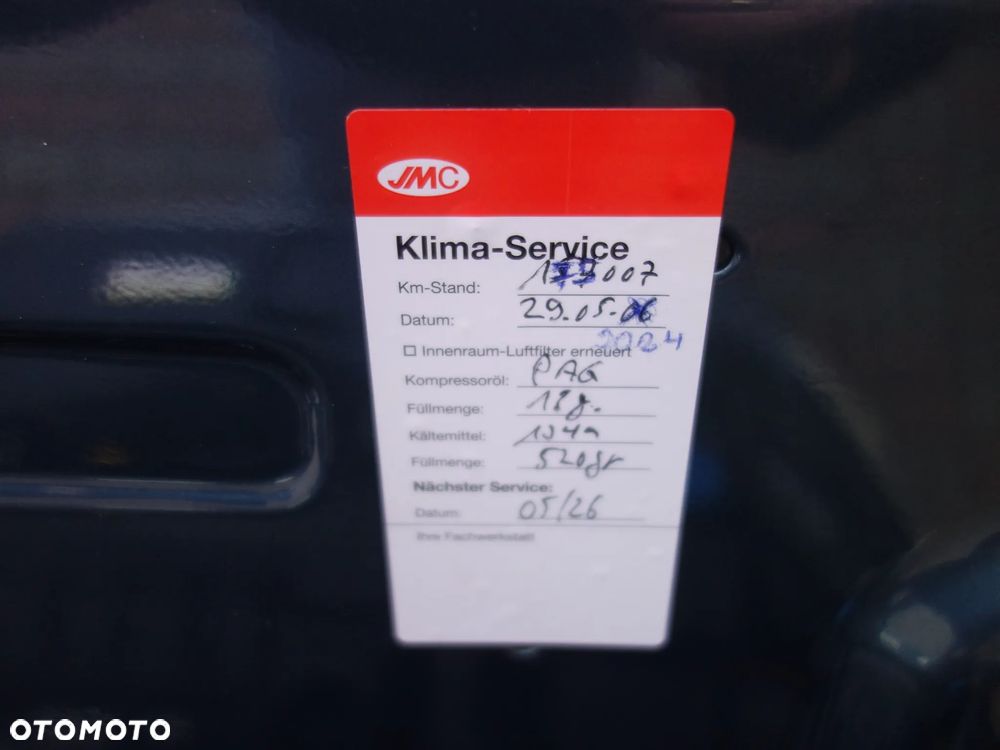 JMC
Klima-Service
Km-Stand: 007
Datum: 29.05.
2024
Innenraum-Luftfilter erneuert
Kompressoröl: PAG
Füllmenge: 18g.
Kältemittel: 134a
Füllmenge: 520gr
Nächster Service:
Datum: 05/26
Ihre Fachwerkstatt
OTOMOTO